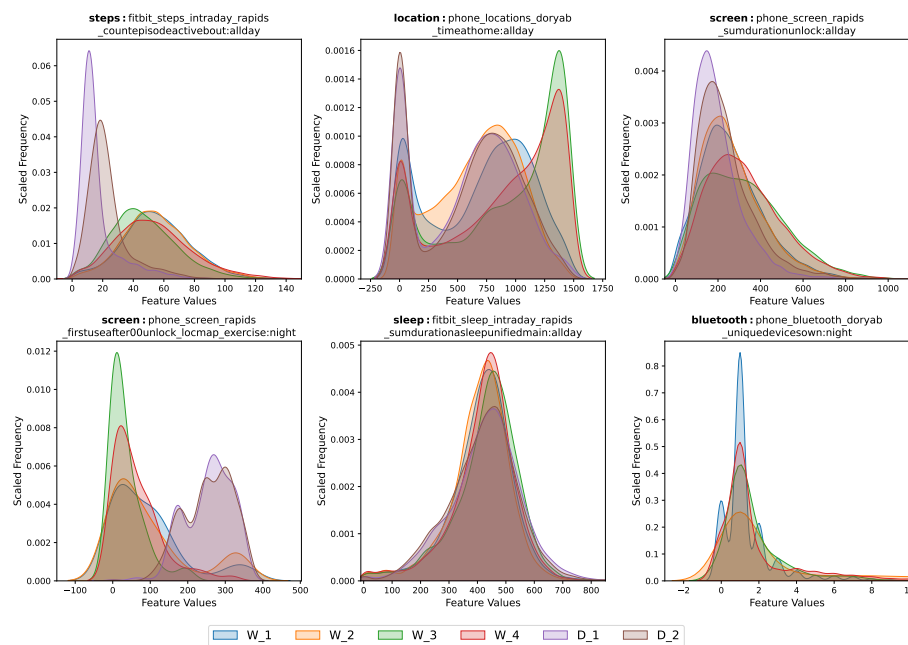 steps: fitbit_steps_intraday_rapids
_countepisodeactivebout:allday
Scaled Frequency
0.06
0.05
0.04
0.03
0.02
0.01
0.00
0 20 40 60 80 100 120 140
Feature Values
location: phone_locations_doryab
_timeathome:allday
Scaled Frequency
0.0016
0.0014
0.0012
0.0010
0.0008
0.0006
0.0004
0.0002
0.0000
−250 0 250 500 750 1000 1250 1500 1750
Feature Values
screen: phone_screen_rapids
_sumdurationunlock:allday
Scaled Frequency
0.004
0.003
0.002
0.001
0.000
0 200 400 600 800 1000
Feature Values
screen: phone_screen_rapids
_firstuseafter00unlock_locmap_exercise:night
Scaled Frequency
0.012
0.010
0.008
0.006
0.004
0.002
0.000
−100 0 100 200 300 400 500
Feature Values
sleep: fitbit_sleep_intraday_rapids
_sumdurationasleepunifiedmain:allday
Scaled Frequency
0.005
0.004
0.003
0.002
0.001
0.000
0 200 400 600 800
Feature Values
bluetooth: phone_bluetooth_doryab
_uniquedevicesown:night
Scaled Frequency
0.8
0.7
0.6
0.5
0.4
0.3
0.2
0.1
0.0
−2 0 2 4 6 8 10
Feature Values
W_1 W_2 W_3 W_4 D_1 D_2